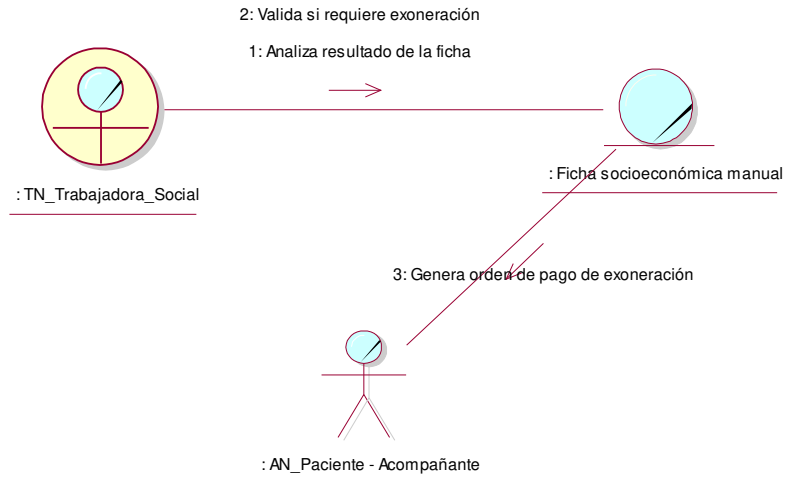 2: Valida si requiere exoneración
1: Analiza resultado de la ficha
: Ficha socioeconómica manual
: TN_Trabajadora_Social
3: Genera orden de pago de exoneración
: AN_Paciente - Acompañante